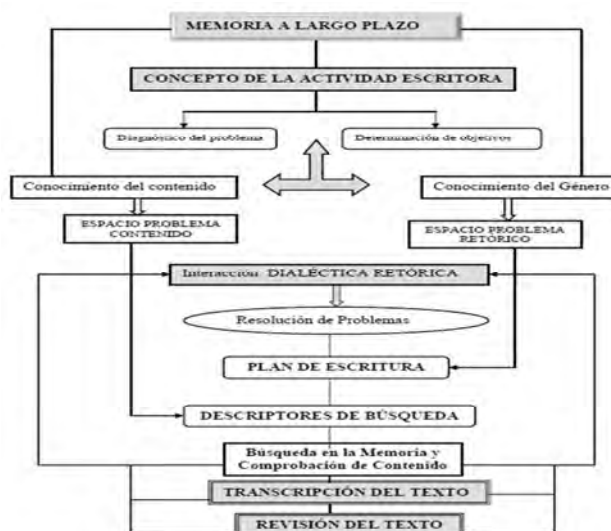 MEMORIA A LARGO PLAZO
CONCEPTO DE LA ACTIVIDAD ESCRITORA
Diagnóstico del problema
Determinación de objetivos
Conocimiento del contenido
Conocimiento del Género
ESPACIO PROBLEMA
CONTENIDO
ESPACIO PROBLEMA
RETÓRICO
Interacción: DIALÉCTICA RETÓRICA
Resolución de Problemas
PLAN DE ESCRITURA
DESCRIPTORES DE BÚSQUEDA
Búsqueda en la Memoria y
Comprobación de Contenido
TRANSCRIPCIÓN DEL TEXTO
REVISIÓN DEL TEXTO